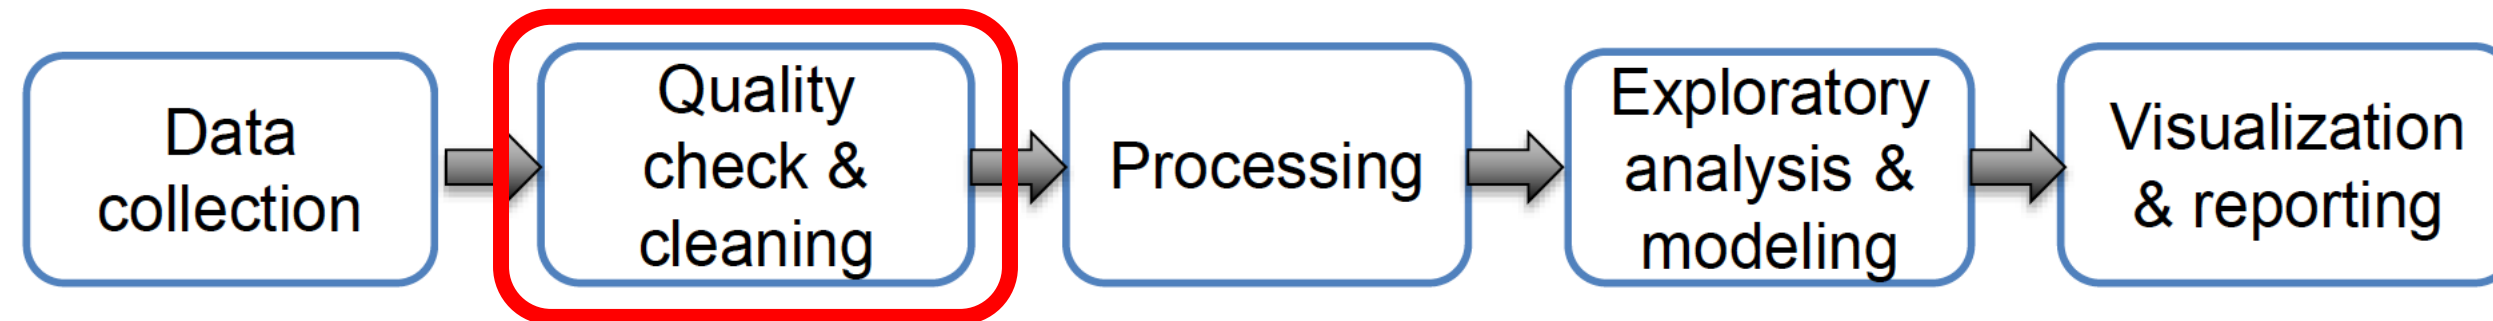 Data
collection
Quality
check &
cleaning
Processing
Exploratory
analysis &
modeling
Visualization
& reporting